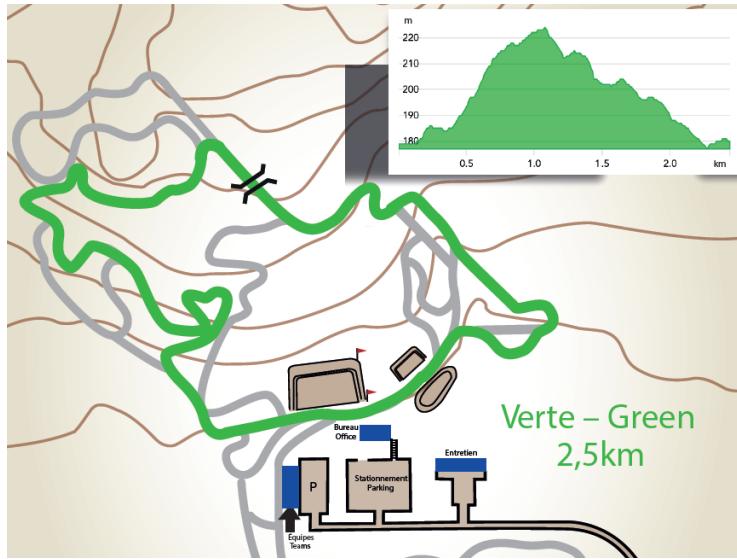 m
220
210
200
190
180
0.5
1.0
1.5
2.0
km
Verte – Green
2,5km
Bureau
Office
Entretien
Stationnement
Parking
P
Equipes
Teams